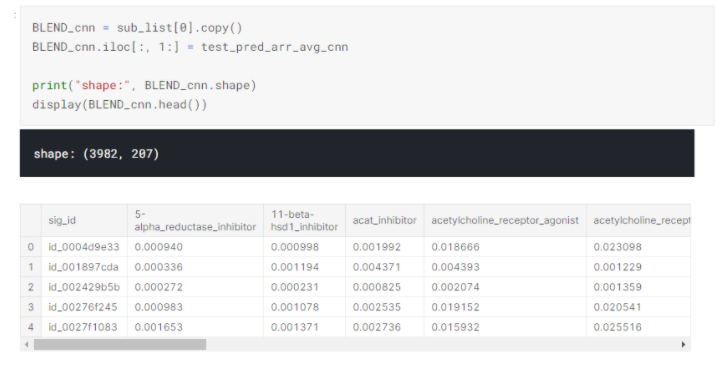 BLEND_cnn = sub_list[0].copy()
BLEND_cnn.iloc[:, 1:] = test_pred_arr_avg_cnn
print("shape:", BLEND_cnn.shape)
display(BLEND_cnn.head())
shape: (3982, 207)
sig_id 5-alpha_reductase_inhibitor 11-beta-hsd1_inhibitor acat_inhibitor acetylcholine_receptor_agonist acetylcholine_recept
0 id_0004d9e33 0.000940 0.000998 0.001992 0.018666 0.023098
1 id_001897cda 0.000336 0.001194 0.004371 0.004393 0.001229
2 id_002429b5b 0.000272 0.000231 0.000825 0.002074 0.001359
3 id_00276f245 0.000983 0.001078 0.002535 0.019152 0.020541
4 id_0027f1083 0.001653 0.001371 0.002736 0.015932 0.025516